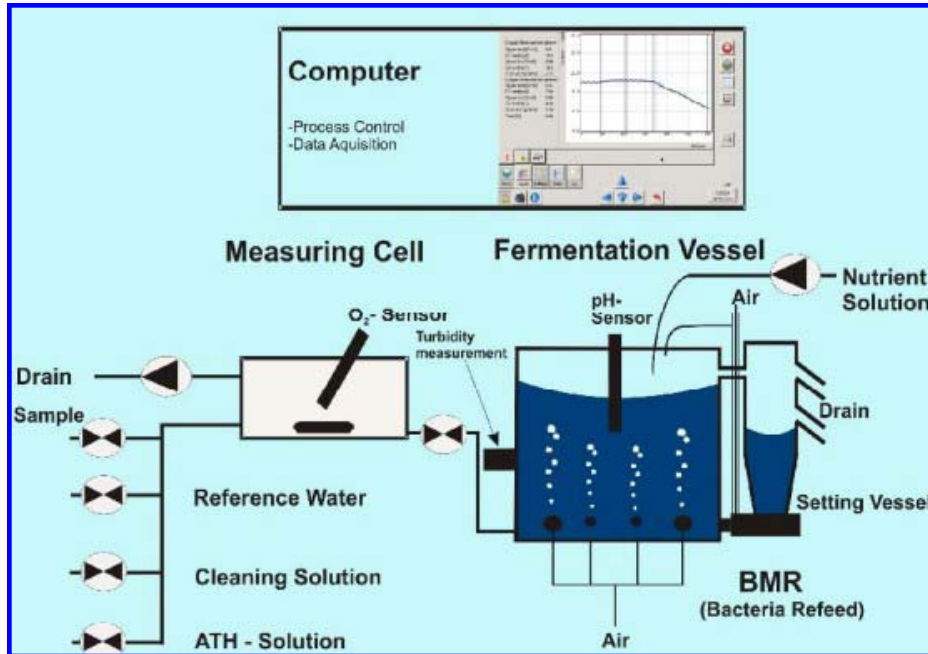 Computer
-Process Control
-Data Aquisition
Measuring Cell
Fermentation Vessel
Nutrient
Solution
Air
pH-
Sensor
O2- Sensor
Turbidity
measurement
Drain
Sample
Drain
Reference Water
Setting Vessel
Cleaning Solution
BMR
(Bacteria Refeed)
Air
ATH - Solution